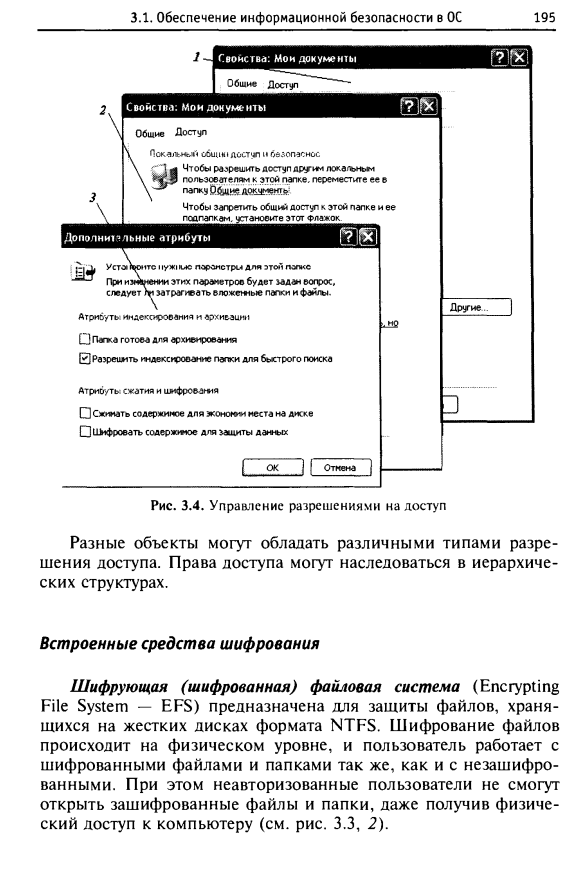 3.1. Обеспечение информационной безопасности в ОС 195
1
Свойства: Мои документы
Общие Доступ
2
Свойства: Мои документы
Общие Доступ
Локальный общий доступ и безопаснос
Чтобы разрешить доступ другим локальным
пользователям к этой папке, переместите ее в
папку Общие документы.
Чтобы запретить общий доступ к этой папке и ее
подпапкам, установите этот флажок.
3
Дополнительные атрибуты
Установите нужные параметры для этой папке
При изменении этих параметров будет задан вопрос,
следует ли затрагивать вложенные папки и файлы.
Другие...
Атрибуты индексирования и архивации
, но
Папка готова для архивирования
Разрешить индексирование папки для быстрого поиска
Атрибуты сжатия и шифрования
Сжимать содержимое для экономии места на диске
Шифровать содержимое для защиты данных
ОК Отмена
Рис. 3.4. Управление разрешениями на доступ
Разные объекты могут обладать различными типами разре-
шения доступа. Права доступа могут наследоваться в иерархиче-
ских структурах.
Встроенные средства шифрования
Шифрующая (шифрованная) файловая система (Encrypting
File System — EFS) предназначена для защиты файлов, храня-
щихся на жестких дисках формата NTFS. Шифрование файлов
происходит на физическом уровне, и пользователь работает с
шифрованными файлами и папками так же, как и с незашифро-
ванными. При этом неавторизованные пользователи не смогут
открыть зашифрованные файлы и папки, даже получив физиче-
ский доступ к компьютеру (см. рис. 3.3, 2).